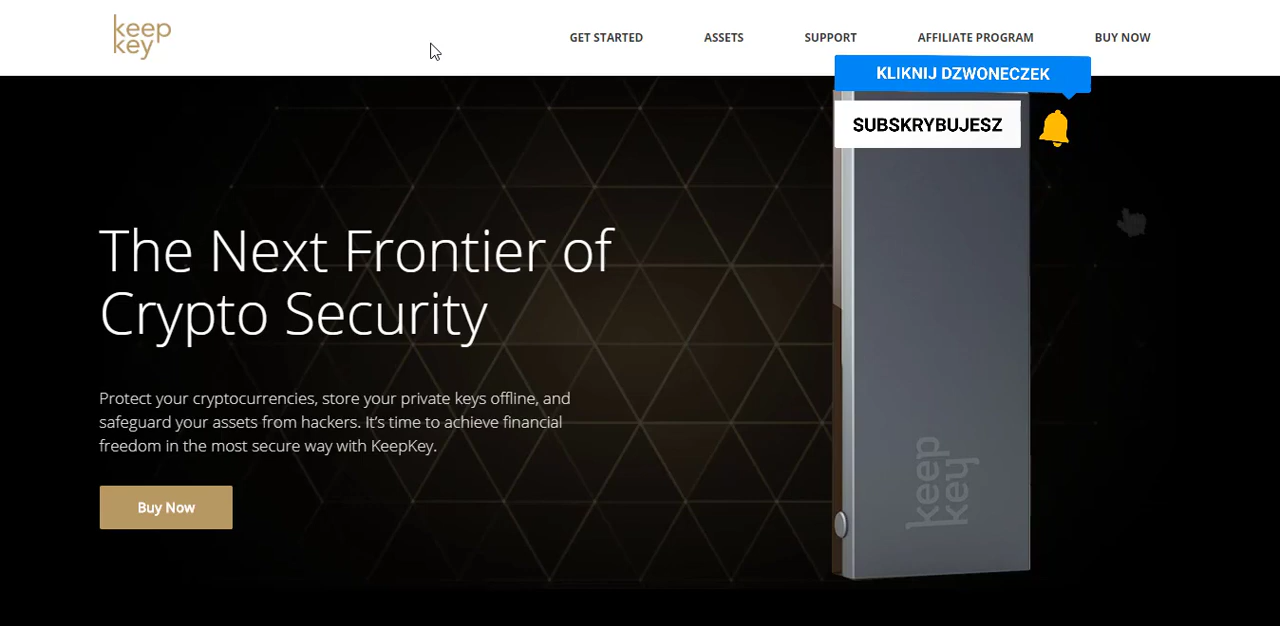 keep
key
GET STARTED
ASSETS
SUPPORT
AFFILIATE PROGRAM
BUY NOW
KLIKNIJ DZWONECZEK
SUBSKRYBUJESZ
The Next Frontier of
Crypto Security
Protect your cryptocurrencies, store your private keys offline, and
safeguard your assets from hackers. It’s time to achieve financial
freedom in the most secure way with KeepKey.
Buy Now
keep
key